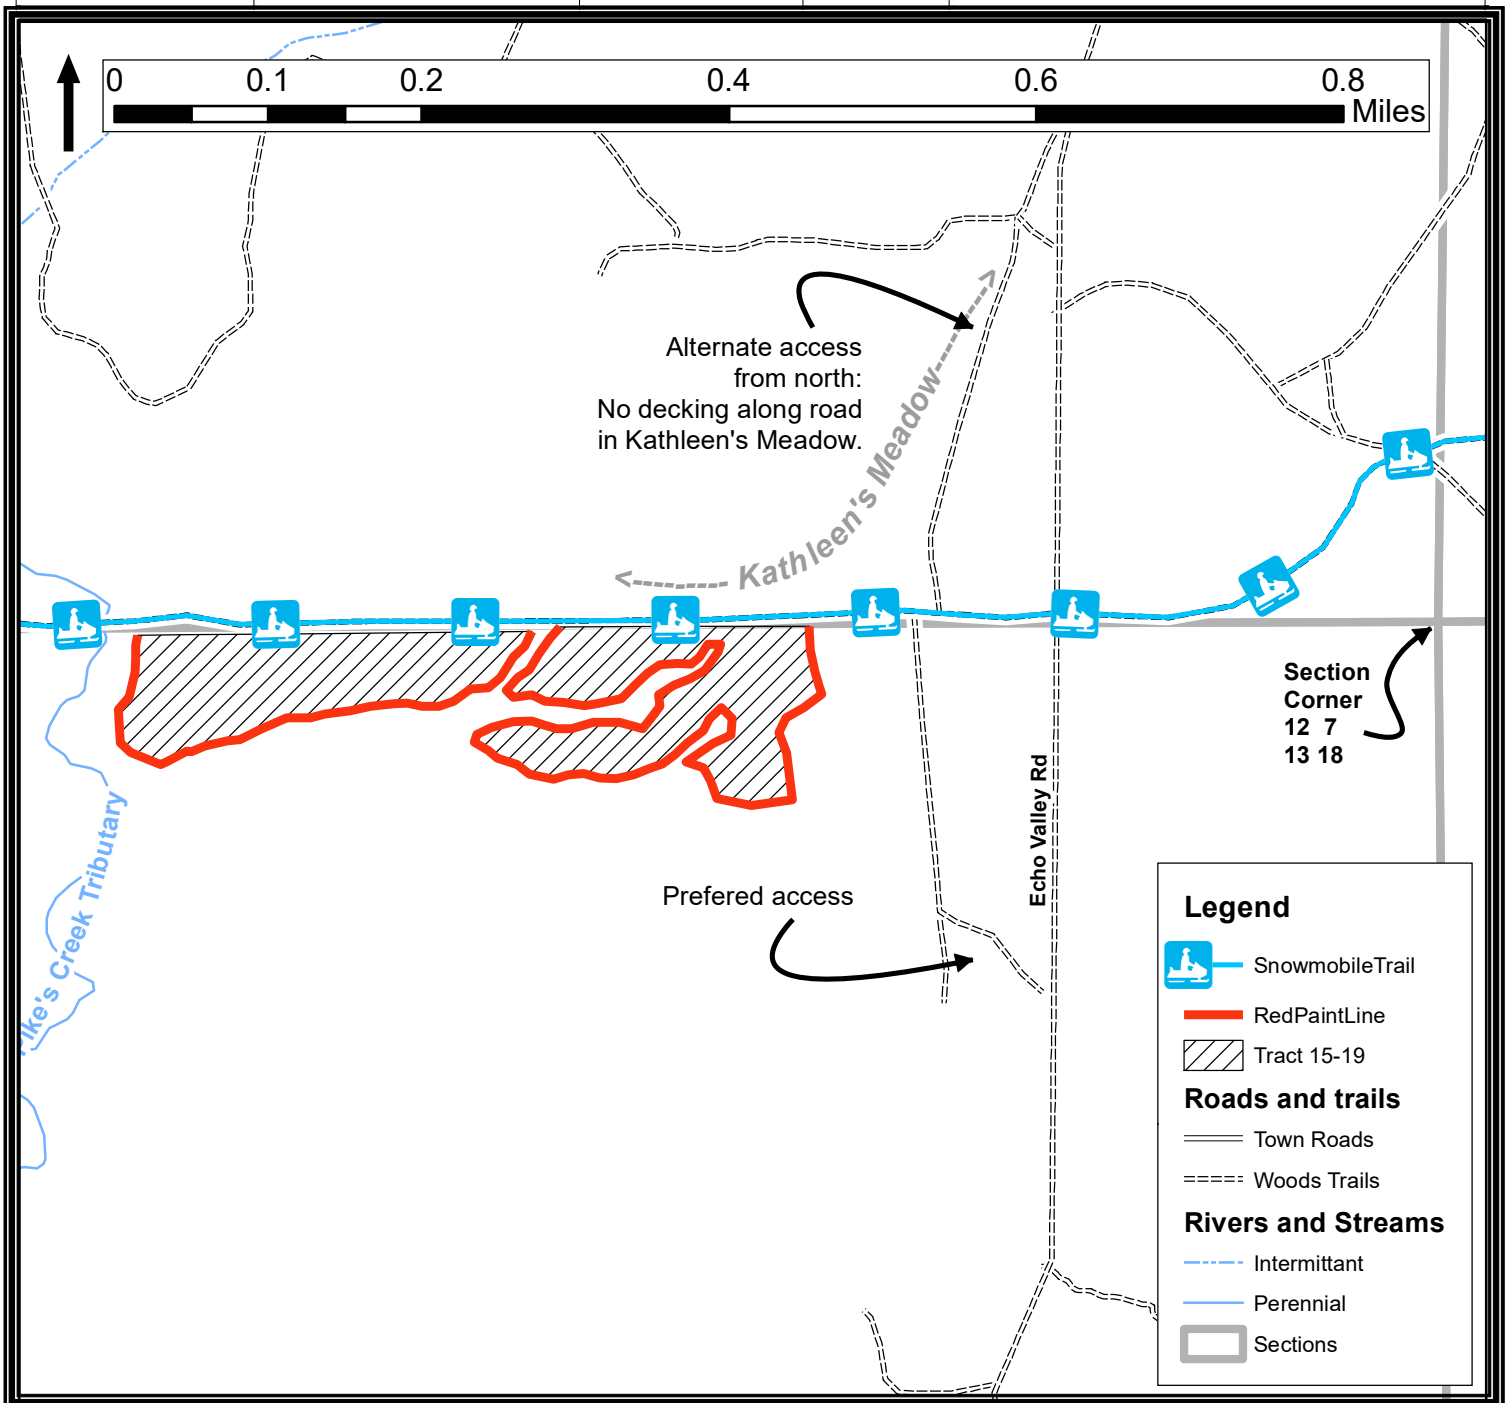 0 0.1 0.2 0.4 0.6 0.8
Miles
Alternate access
from north:
No decking along road
in Kathleen's Meadow.
Kathleen's Meadow
Section
Corner
12 7
13 18
Echo Valley Rd
Pike's Creek Tributary
Prefered access
Legend
SnowmobileTrail
RedPaintLine
Tract 15-19
Roads and trails
Town Roads
Woods Trails
Rivers and Streams
Intermittant
Perennial
Sections